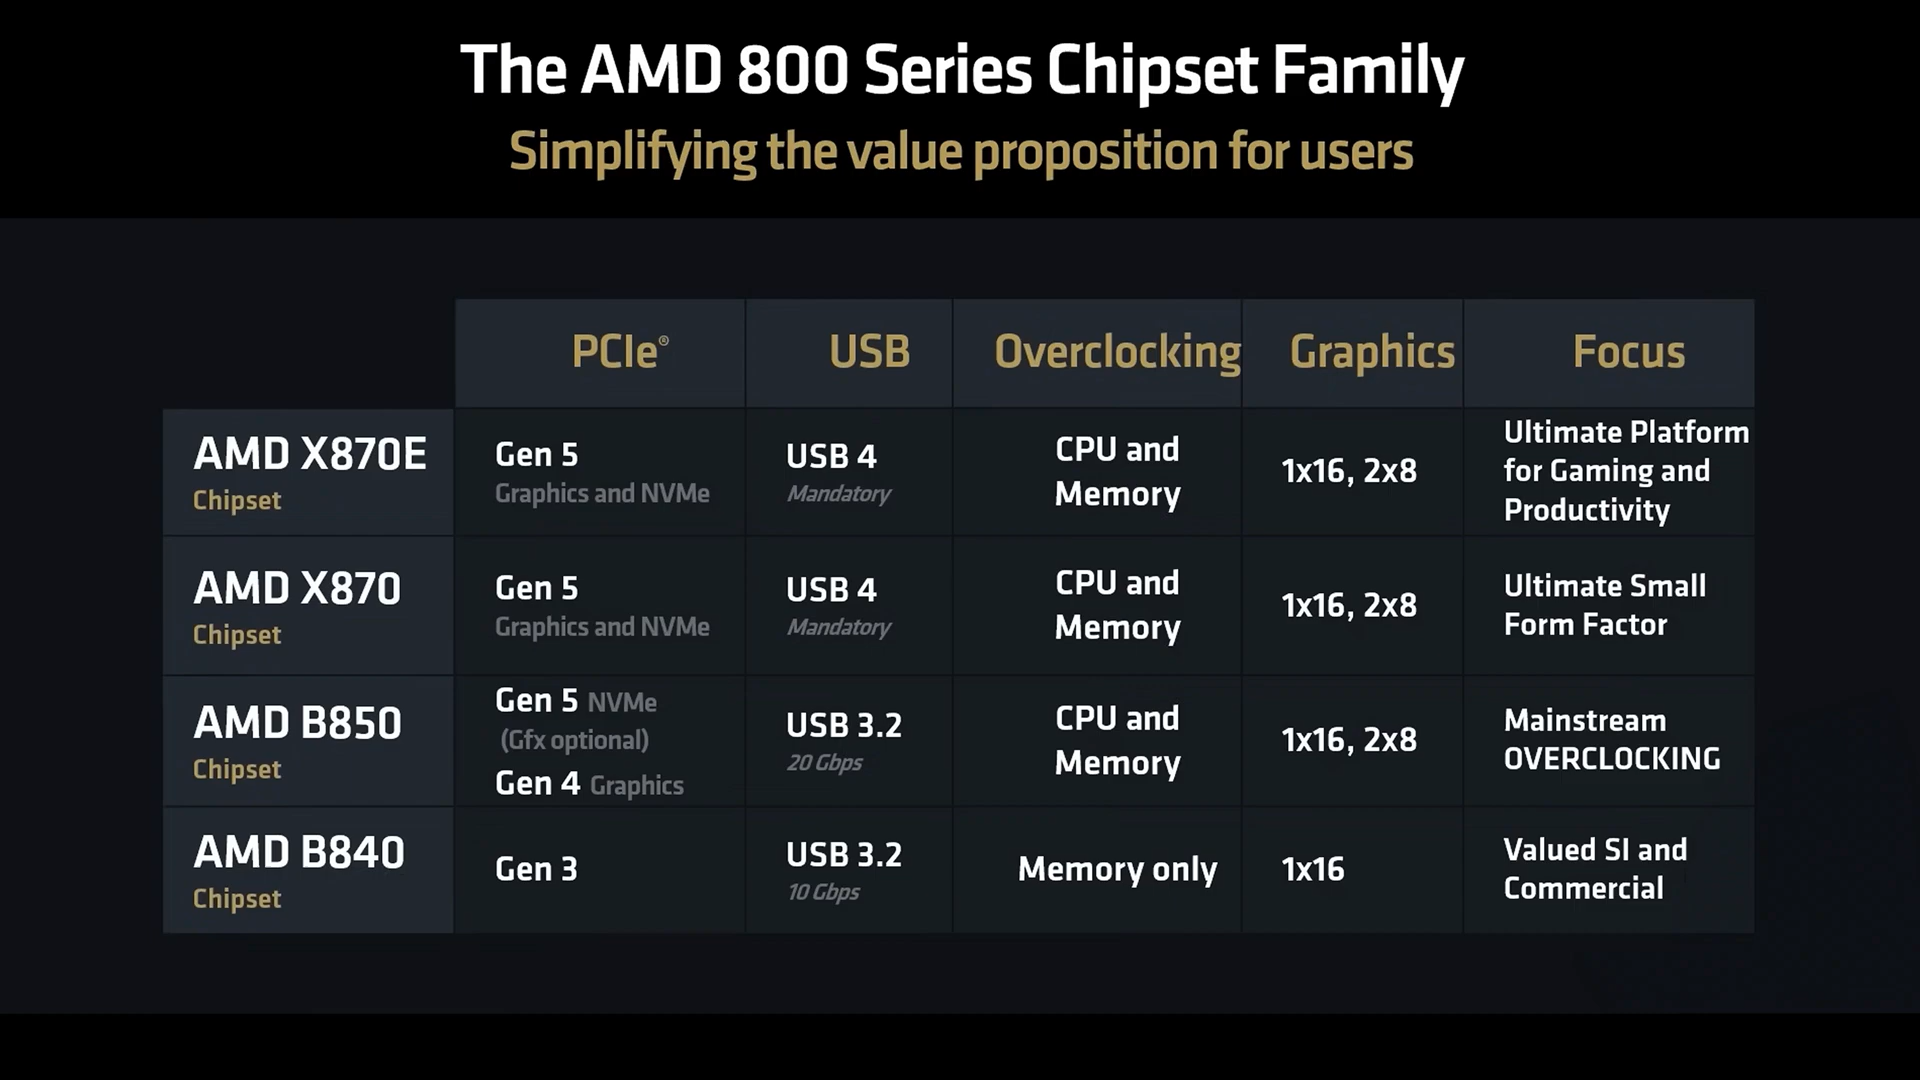 The AMD 800 Series Chipset Family
Simplifying the value proposition for users
PCIe® USB Overclocking Graphics Focus
AMD X870E
Chipset
Gen 5
Graphics and NVMe
USB 4
Mandatory
CPU and
Memory
1x16, 2x8
Ultimate Platform
for Gaming and
Productivity
AMD X870
Chipset
Gen 5
Graphics and NVMe
USB 4
Mandatory
CPU and
Memory
1x16, 2x8
Ultimate Small
Form Factor
AMD B850
Chipset
Gen 5 NVMe
(Gfx optional)
Gen 4 Graphics
USB 3.2
20 Gbps
CPU and
Memory
1x16, 2x8
Mainstream
OVERCLOCKING
AMD B840
Chipset
Gen 3
USB 3.2
10 Gbps
Memory only
1x16
Valued SI and
Commercial